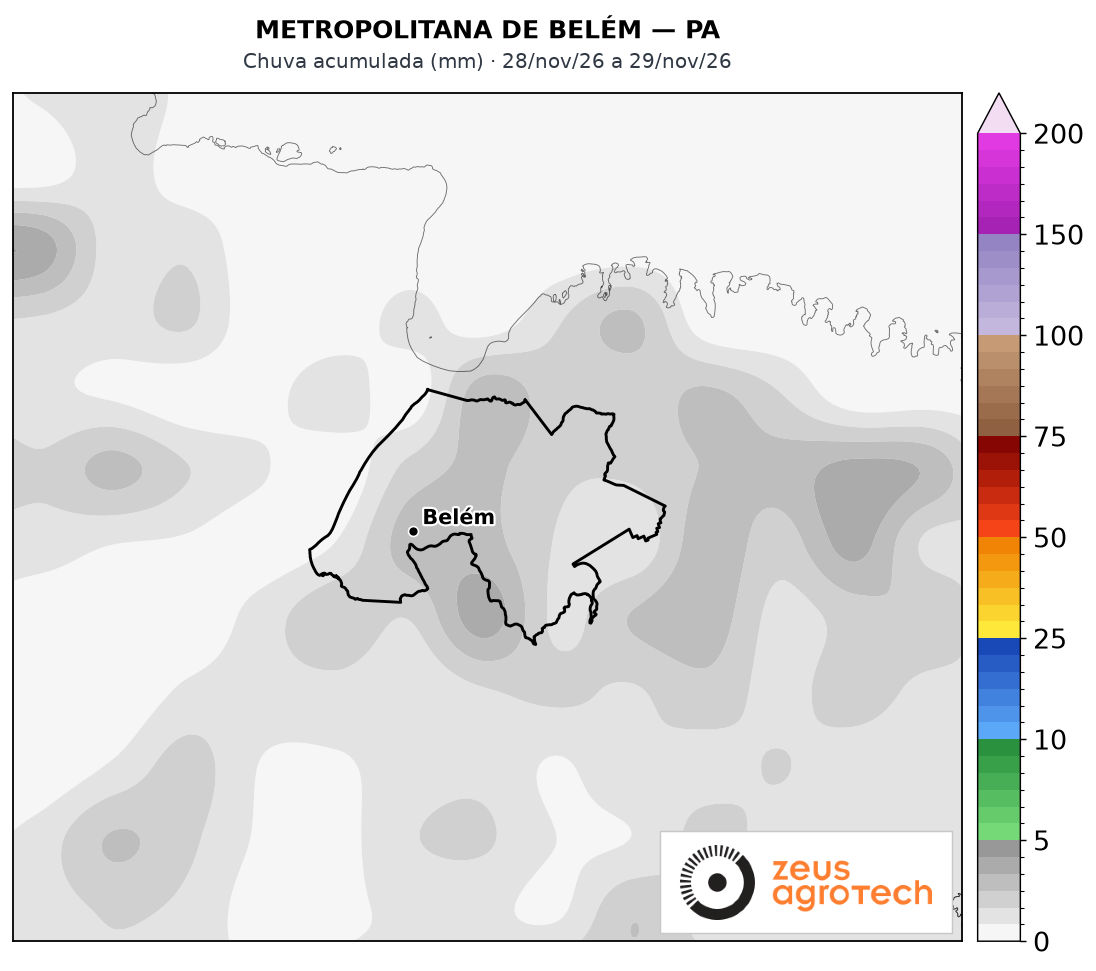 METROPOLITANA DE BELÉM — PA
Chuva acumulada (mm) · 28/nov/26 a 29/nov/26
200
150
100
75
50
25
10
5
0
Belém
zeus
agrotech